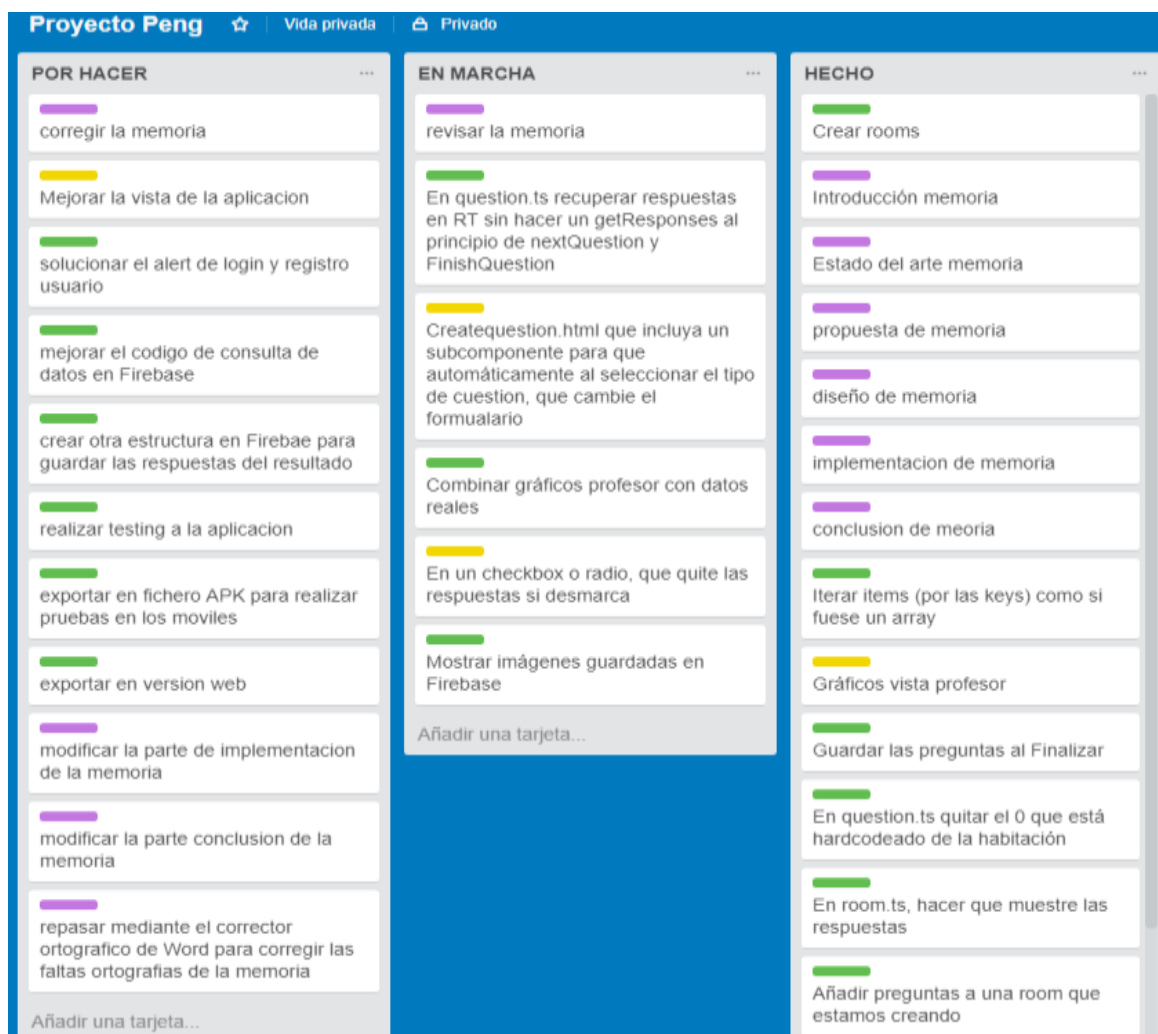 Proyecto Peng
Vida privada
Privado
POR HACER
corregir la memoria
Mejorar la vista de la aplicacion
solucionar el alert de login y registro
usuario
mejorar el codigo de consulta de
datos en Firebase
crear otra estructura en Firebae para
guardar las respuestas del resultado
realizar testing a la aplicacion
exportar en fichero APK para realizar
pruebas en los moviles
exportar en version web
modificar la parte de implementacion
de la memoria
modificar la parte conclusion de la
memoria
repasar mediante el corrector
ortografico de Word para corregir las
faltas ortografias de la memoria
Añadir una tarjeta...
EN MARCHA
revisar la memoria
En question.ts recuperar respuestas
en RT sin hacer un getResponses al
principio de nextQuestion y
FinishQuestion
Createquestion.html que incluya un
subcomponente para que
automáticamente al seleccionar el tipo
de cuestion, que cambie el
formualario
Combinar gráficos profesor con datos
reales
En un checkbox o radio, que quite las
respuestas si desmarca
Mostrar imágenes guardadas en
Firebase
Añadir una tarjeta...
HECHO
Crear rooms
Introducción memoria
Estado del arte memoria
propuesta de memoria
diseño de memoria
implementacion de memoria
conclusion de meoria
Iterar items (por las keys) como si
fuese un array
Gráficos vista profesor
Guardar las preguntas al Finalizar
En question.ts quitar el 0 que está
hardcodeado de la habitación
En room.ts, hacer que muestre las
respuestas
Añadir preguntas a una room que
estamos creando